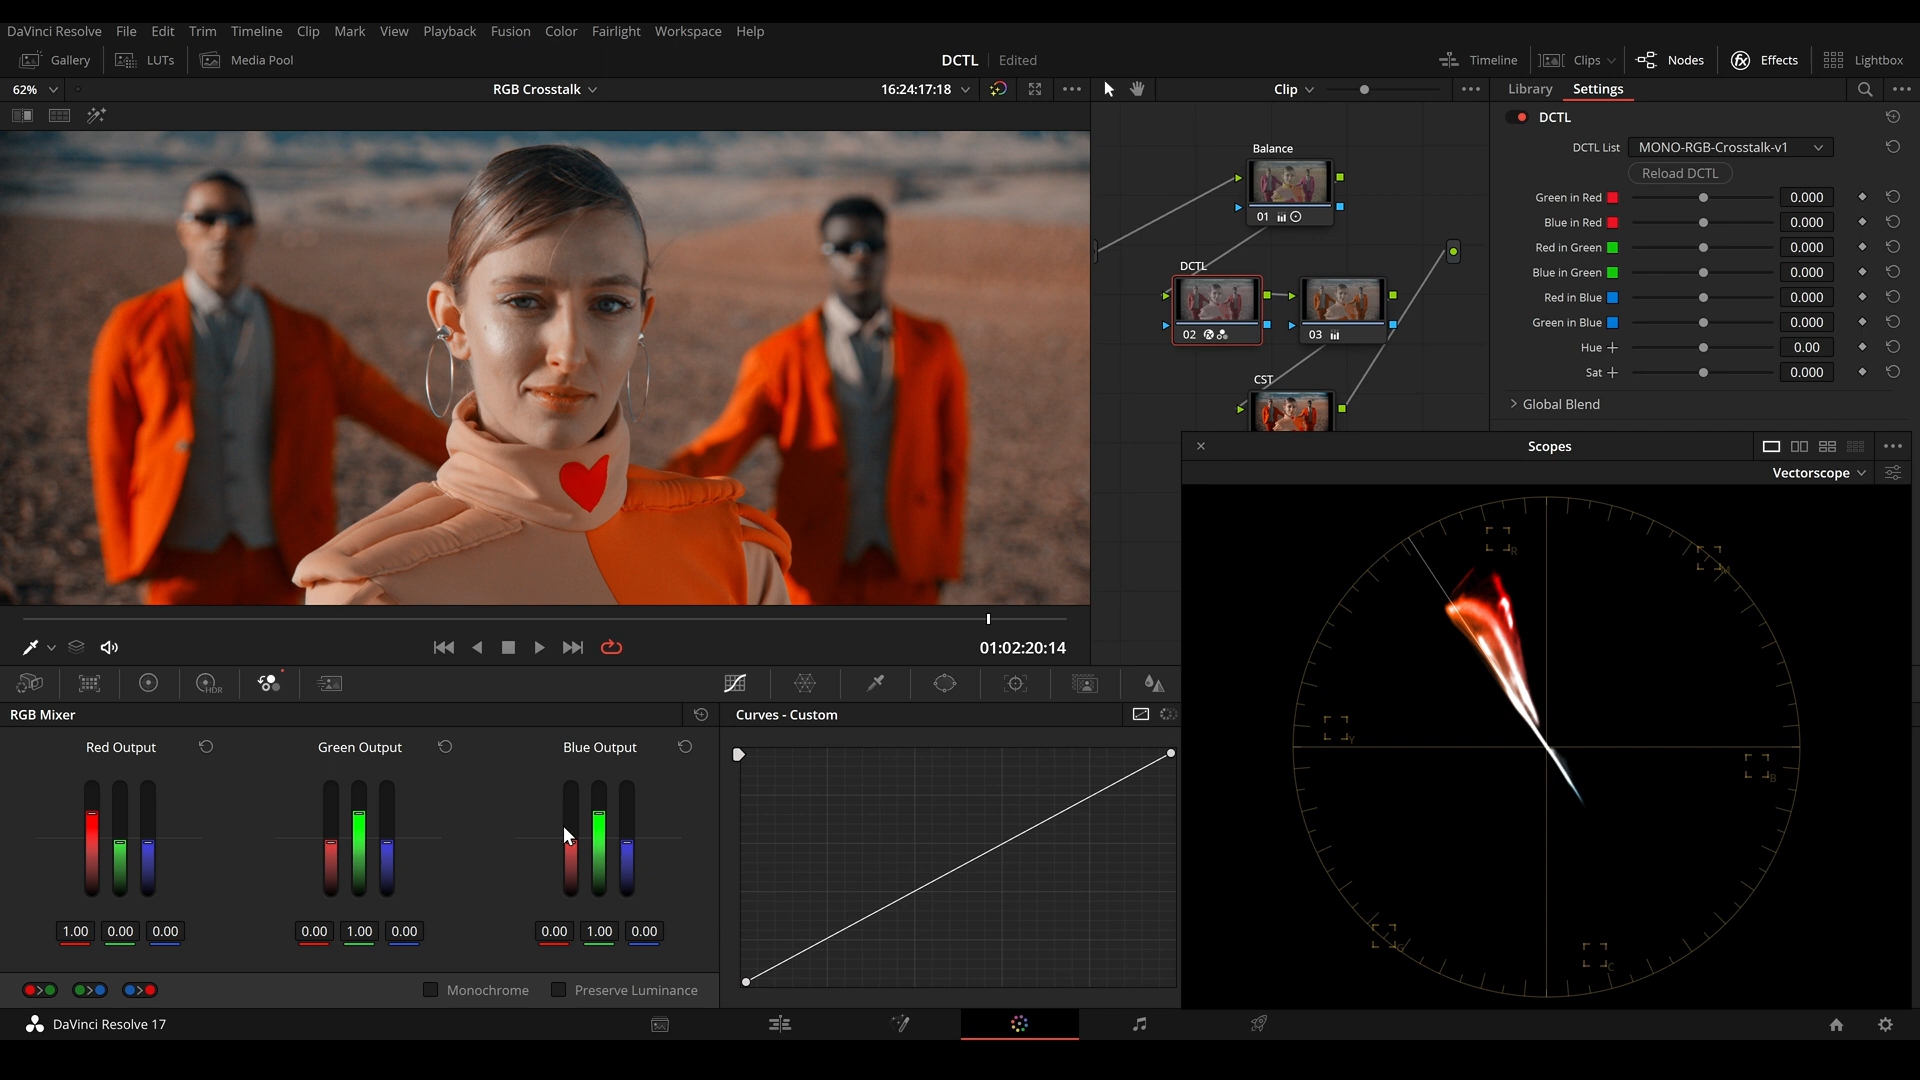 DaVinci Resolve File Edit Trim Timeline Clip Mark View Playback Fusion Color Fairlight Workspace Help
Gallery LUTs Media Pool DCTL Edited Timeline Clips Nodes Effects Lightbox
62% RGB Crosstalk 16:24:17:18 Clip Library Settings
DCTL
DCTL List MONO-RGB-Crosstalk-v1
Reload DCTL
Green in Red 0.000
Blue in Red 0.000
Red in Green 0.000
Blue in Green 0.000
Red in Blue 0.000
Green in Blue 0.000
Hue 0.00
Sat 0.000
Global Blend
Balance
01
DCTL
02 03
CST
Scopes
Vectorscope
R
M
Y
B
G
C
01:02:20:14
HDR
RGB Mixer
Red Output Green Output Blue Output
1.00 0.00 0.00 0.00 1.00 0.00 0.00 1.00 0.00
Monochrome Preserve Luminance
Curves - Custom
DaVinci Resolve 17